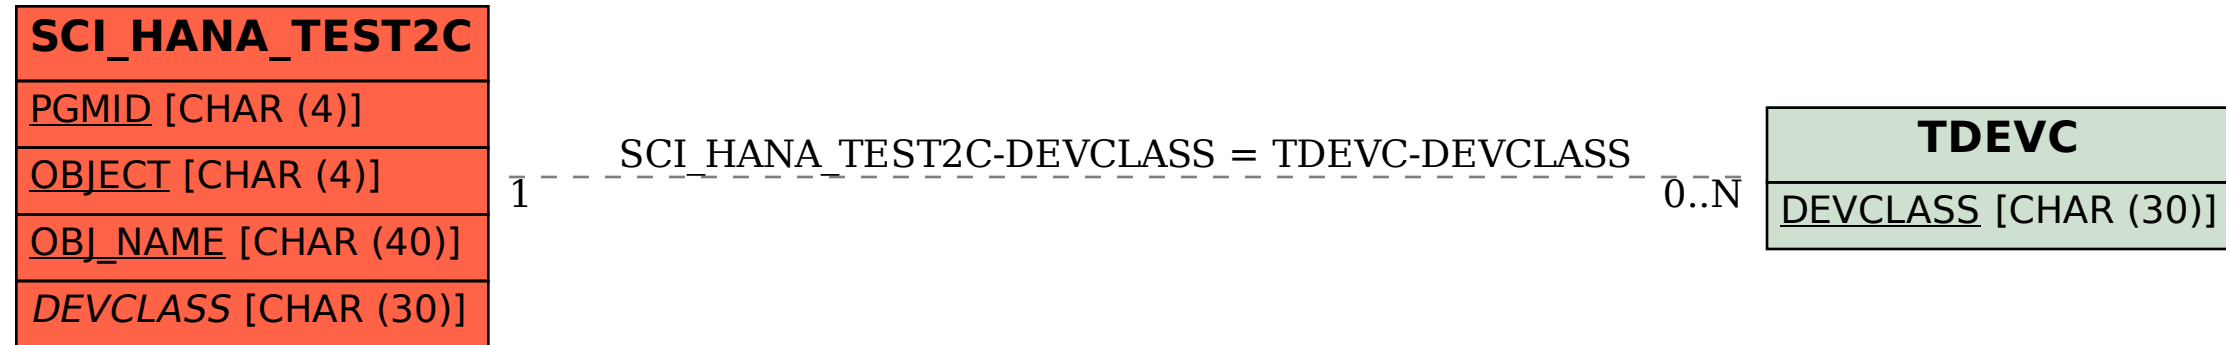 SCI_HANA_TEST2C
PGMID [CHAR (4)]
OBJECT [CHAR (4)]
OBJ_NAME [CHAR (40)]
DEVCLASS [CHAR (30)]
SCI_HANA_TEST2C-DEVCLASS = TDEVC-DEVCLASS
1
0..N
TDEVC
DEVCLASS [CHAR (30)]